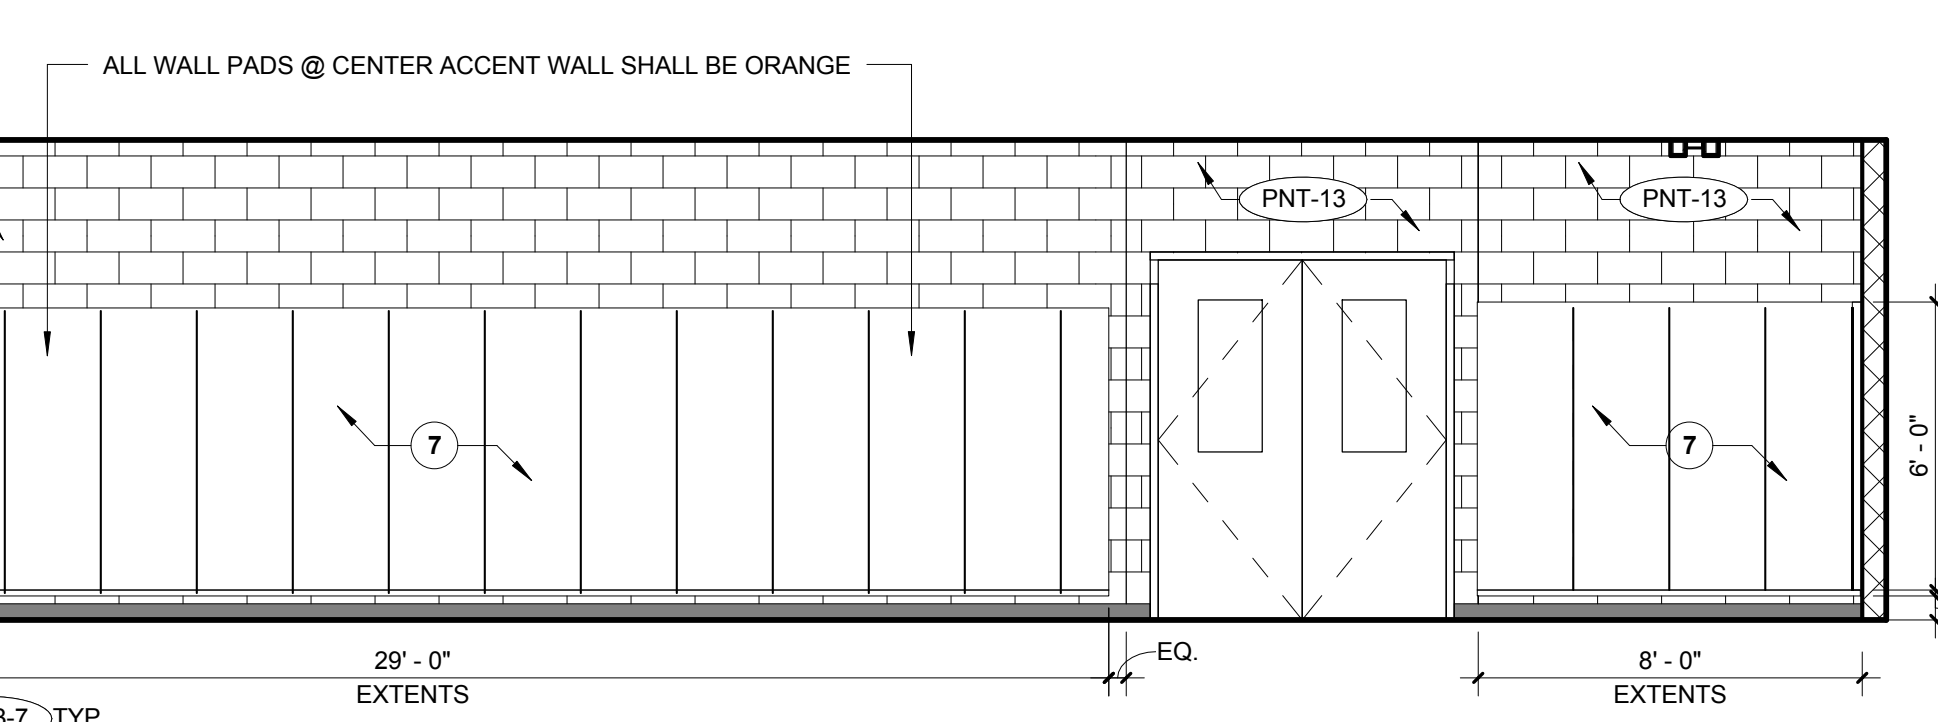 ALL WALL PADS @ CENTER ACCENT WALL SHALL BE ORANGE
PNT-13
PNT-13
7
7
6' - 0"
29' - 0"
EXTENTS
EQ.
8' - 0"
EXTENTS
-7 TYP